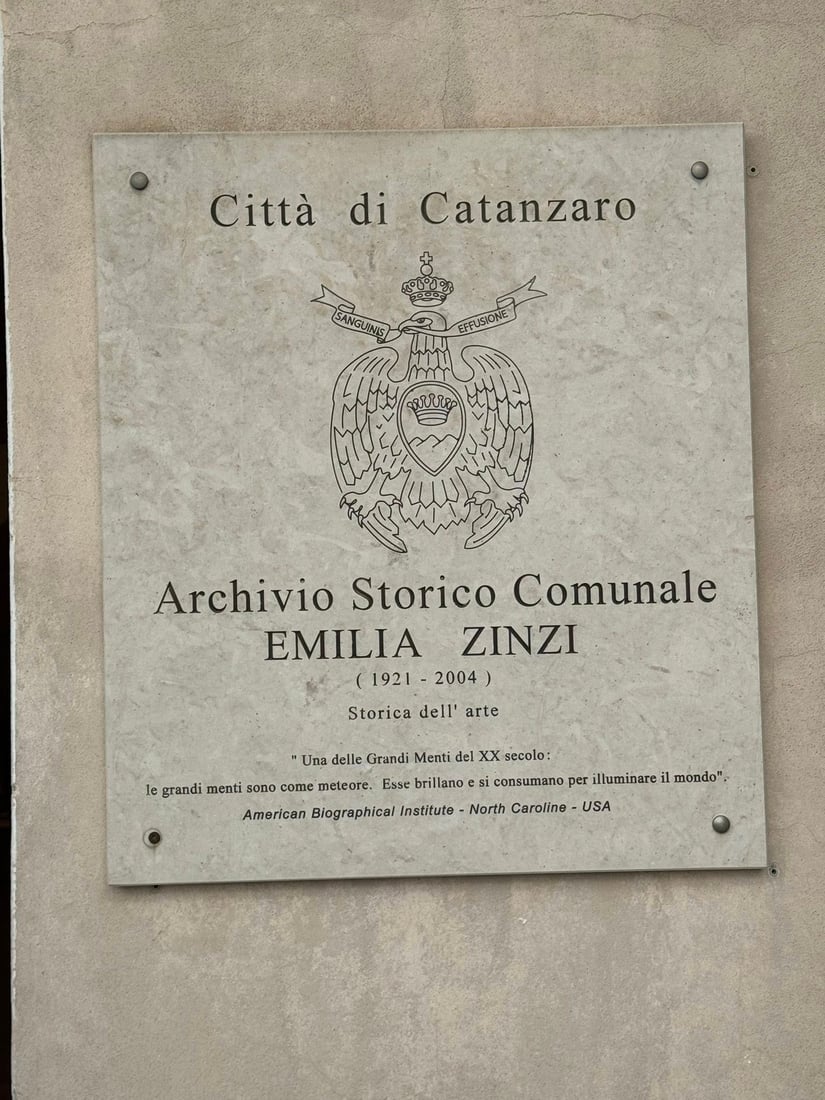 Città di Catanzaro
SANGUINIS EFFUSIONE
Archivio Storico Comunale
EMILIA ZINZI
( 1921 - 2004 )
Storica dell' arte
" Una delle Grandi Menti del XX secolo:
le grandi menti sono come meteore. Esse brillano e si consumano per illuminare il mondo".
American Biographical Institute - North Caroline - USA